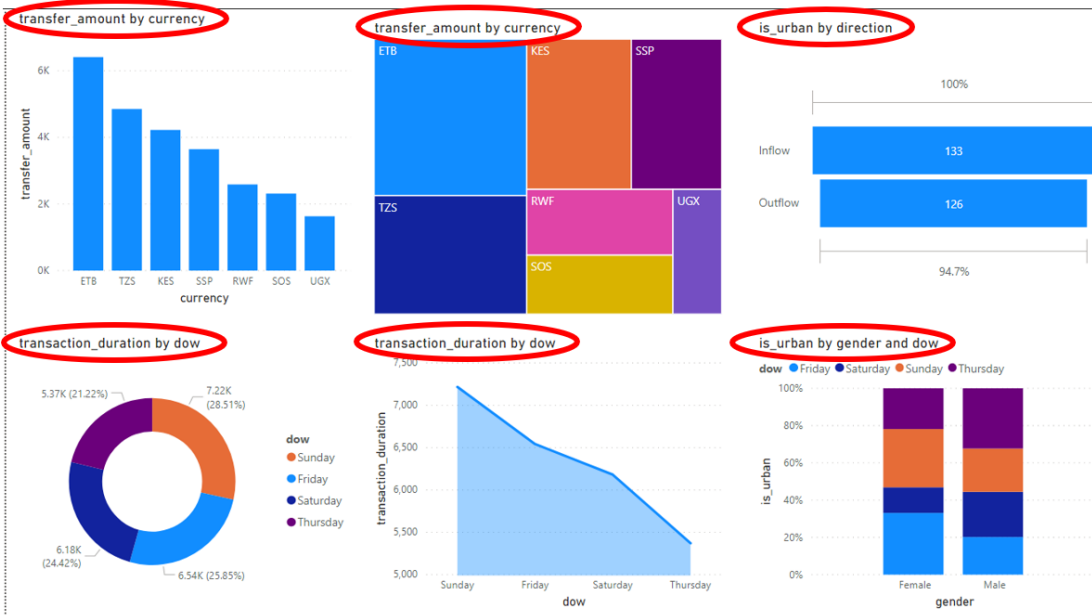 transfer_amount by currency
6K
4K
2K
0K
transfer_amount
ETB TZS KES SSP RWF SOS UGX
currency
transfer_amount by currency
ETB
KES
SSP
TZS
RWF
UGX
SOS
is_urban by direction
100%
Inflow 133
Outflow 126
94.7%
transaction_duration by dow
5.37K (21.22%)
7.22K
(28.51%)
6.18K
(24.42%)
6.54K (25.85%)
dow
Sunday
Friday
Saturday
Thursday
transaction_duration by dow
7,500
7,000
6,500
6,000
5,500
5,000
transaction_duration
Sunday Friday Saturday Thursday
dow
is_urban by gender and dow
dow Friday Saturday Sunday Thursday
100%
80%
60%
40%
20%
0%
is_urban
Female Male
gender